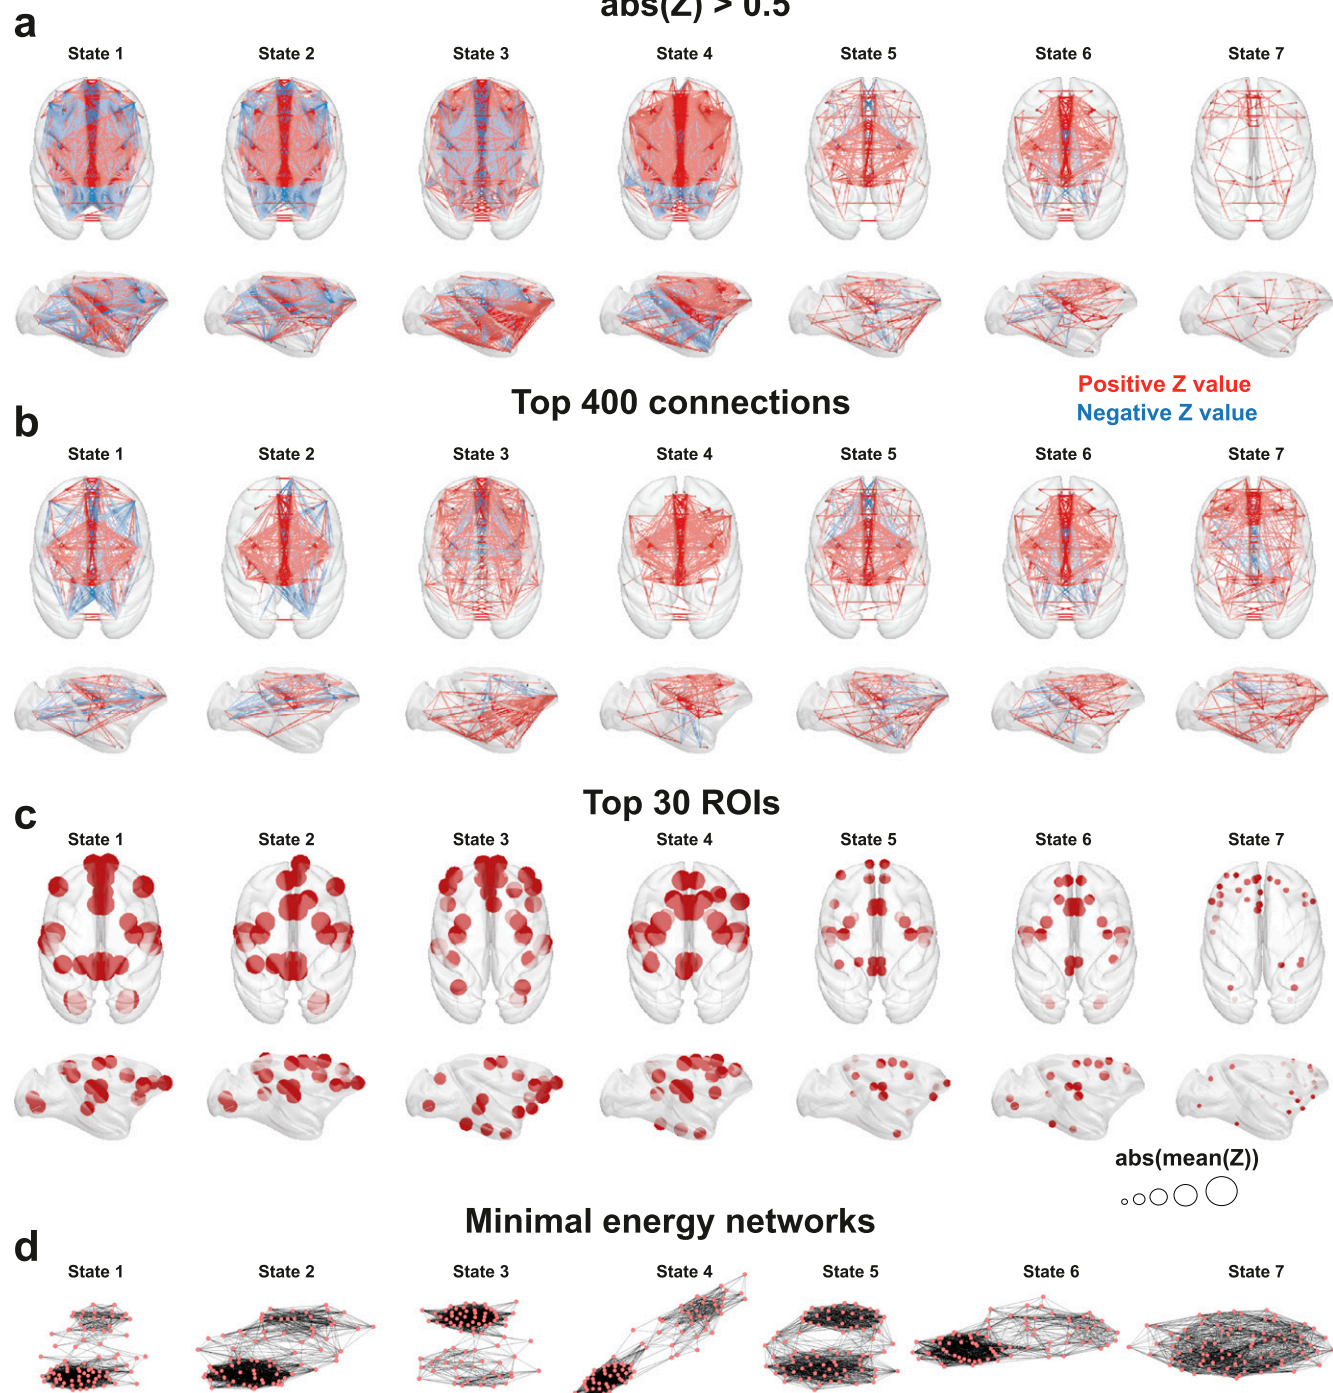 abs(Z) > 0.5
a
State 1 State 2 State 3 State 4 State 5 State 6 State 7
Positive Z value
Negative Z value
Top 400 connections
b
State 1 State 2 State 3 State 4 State 5 State 6 State 7
Top 30 ROIs
c
State 1 State 2 State 3 State 4 State 5 State 6 State 7
abs(mean(Z))
Minimal energy networks
d
State 1 State 2 State 3 State 4 State 5 State 6 State 7